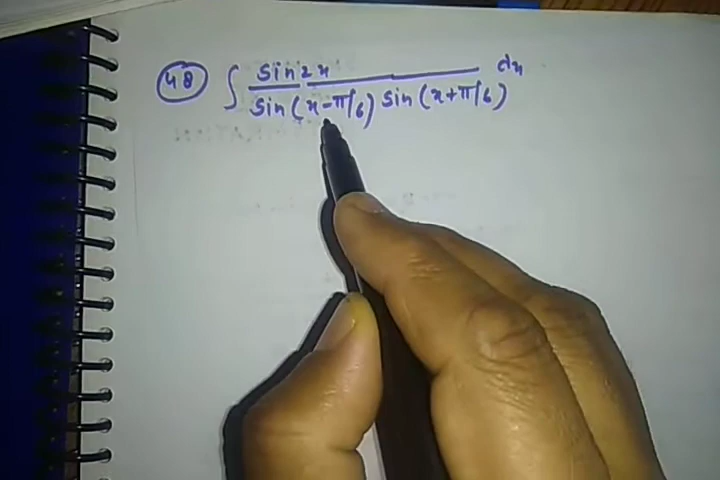 48 ∫ sin2x / sin(x-π/6) sin(x+π/6) dx